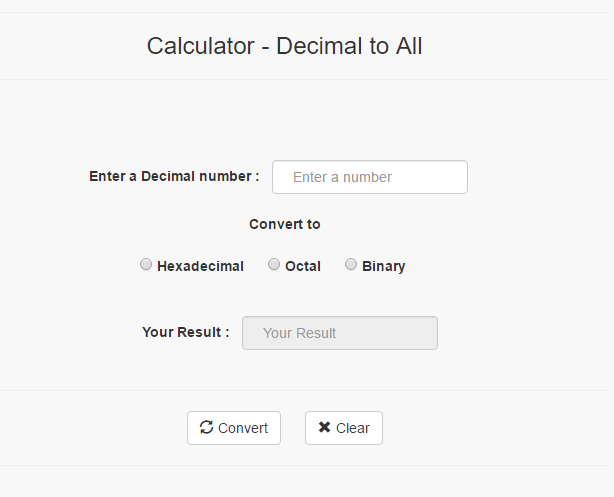 Calculator - Decimal to All
Enter a Decimal number : Enter a number
Convert to
Hexadecimal Octal Binary
Your Result : Your Result
Convert Clear